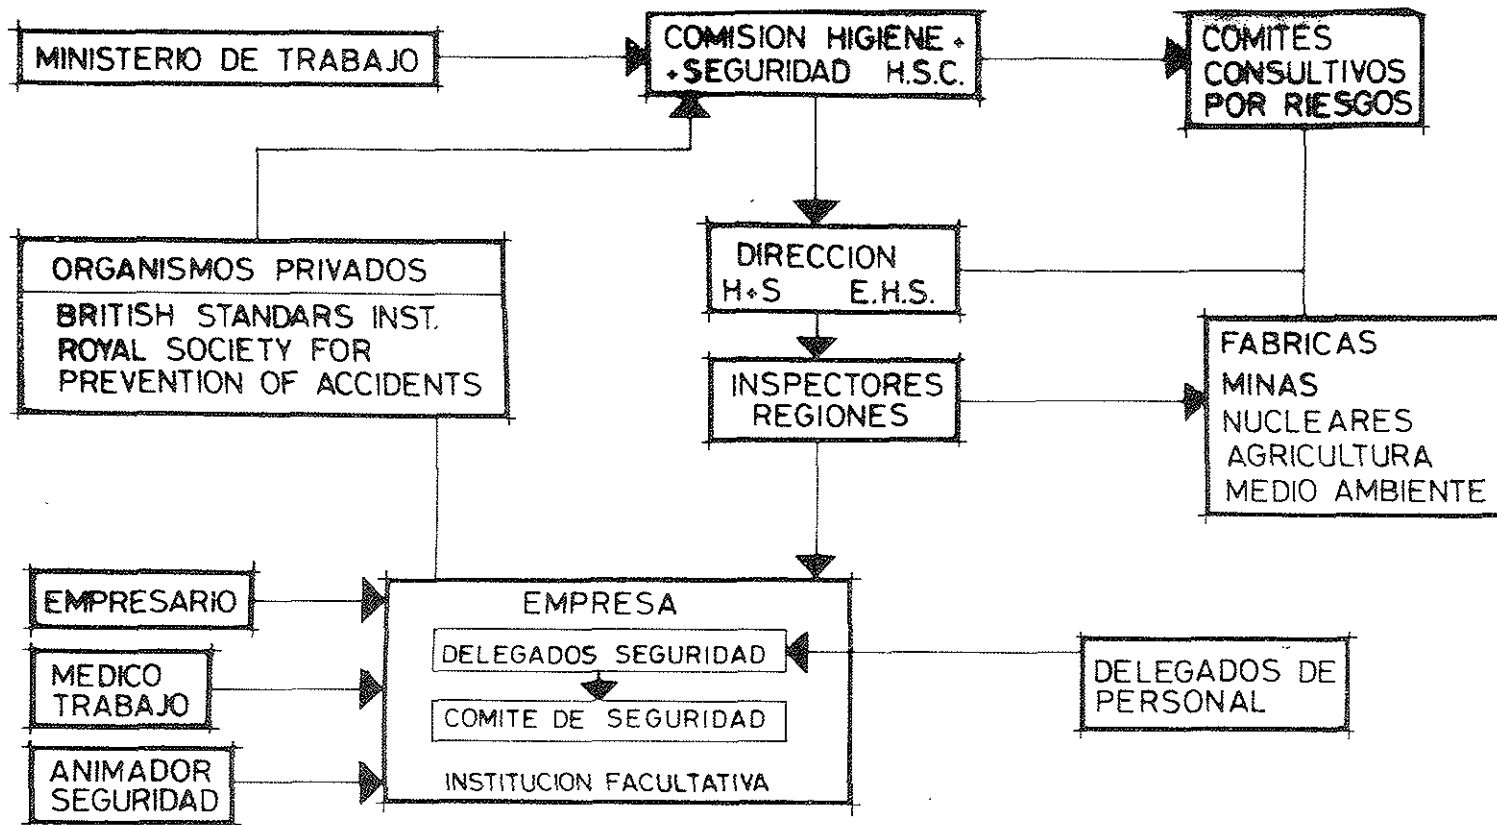 MINISTERIO DE TRABAJO
COMISION HIGIENE +
+ SEGURIDAD H.S.C.
COMITES
CONSULTIVOS
POR RIESGOS
ORGANISMOS PRIVADOS
BRITISH STANDARS INST.
ROYAL SOCIETY FOR
PREVENTION OF ACCIDENTS
DIRECCION
H+S E.H.S.
INSPECTORES
REGIONES
FABRICAS
MINAS
NUCLEARES
AGRICULTURA
MEDIO AMBIENTE
EMPRESARIO
MEDICO
TRABAJO
ANIMADOR
SEGURIDAD
EMPRESA
DELEGADOS SEGURIDAD
COMITE DE SEGURIDAD
INSTITUCION FACULTATIVA
DELEGADOS DE
PERSONAL